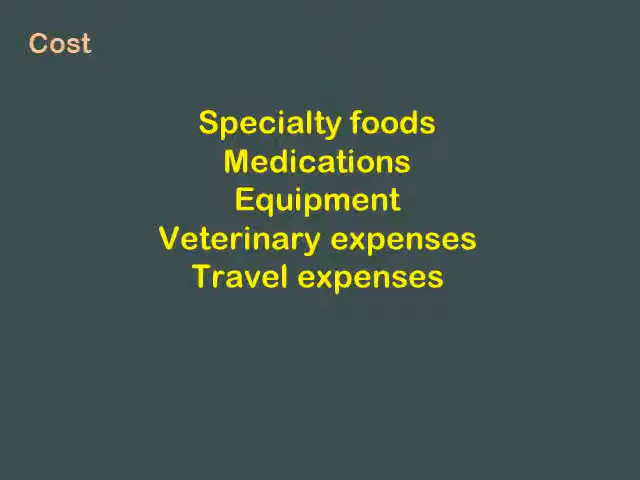 Cost
Specialty foods
Medications
Equipment
Veterinary expenses
Travel expenses